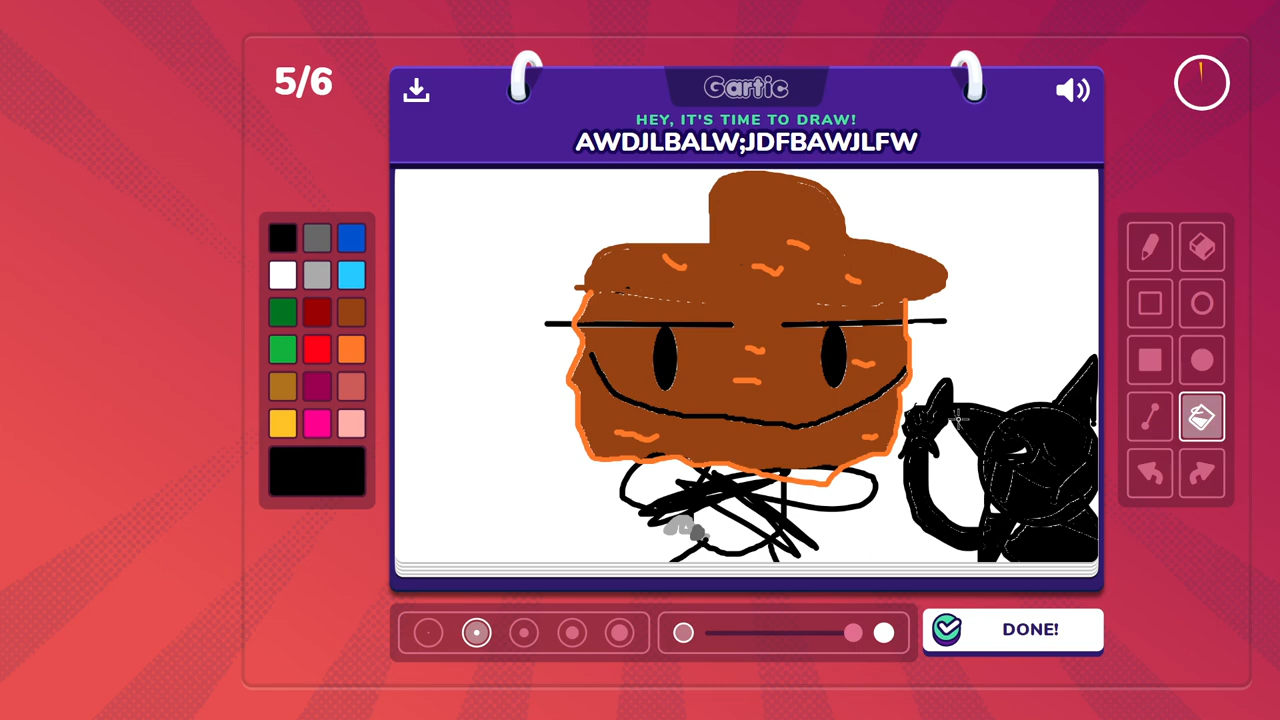 5/6
Gartic
HEY, IT'S TIME TO DRAW!
AWDJLBALW;JDFBAWJLFW
DONE!